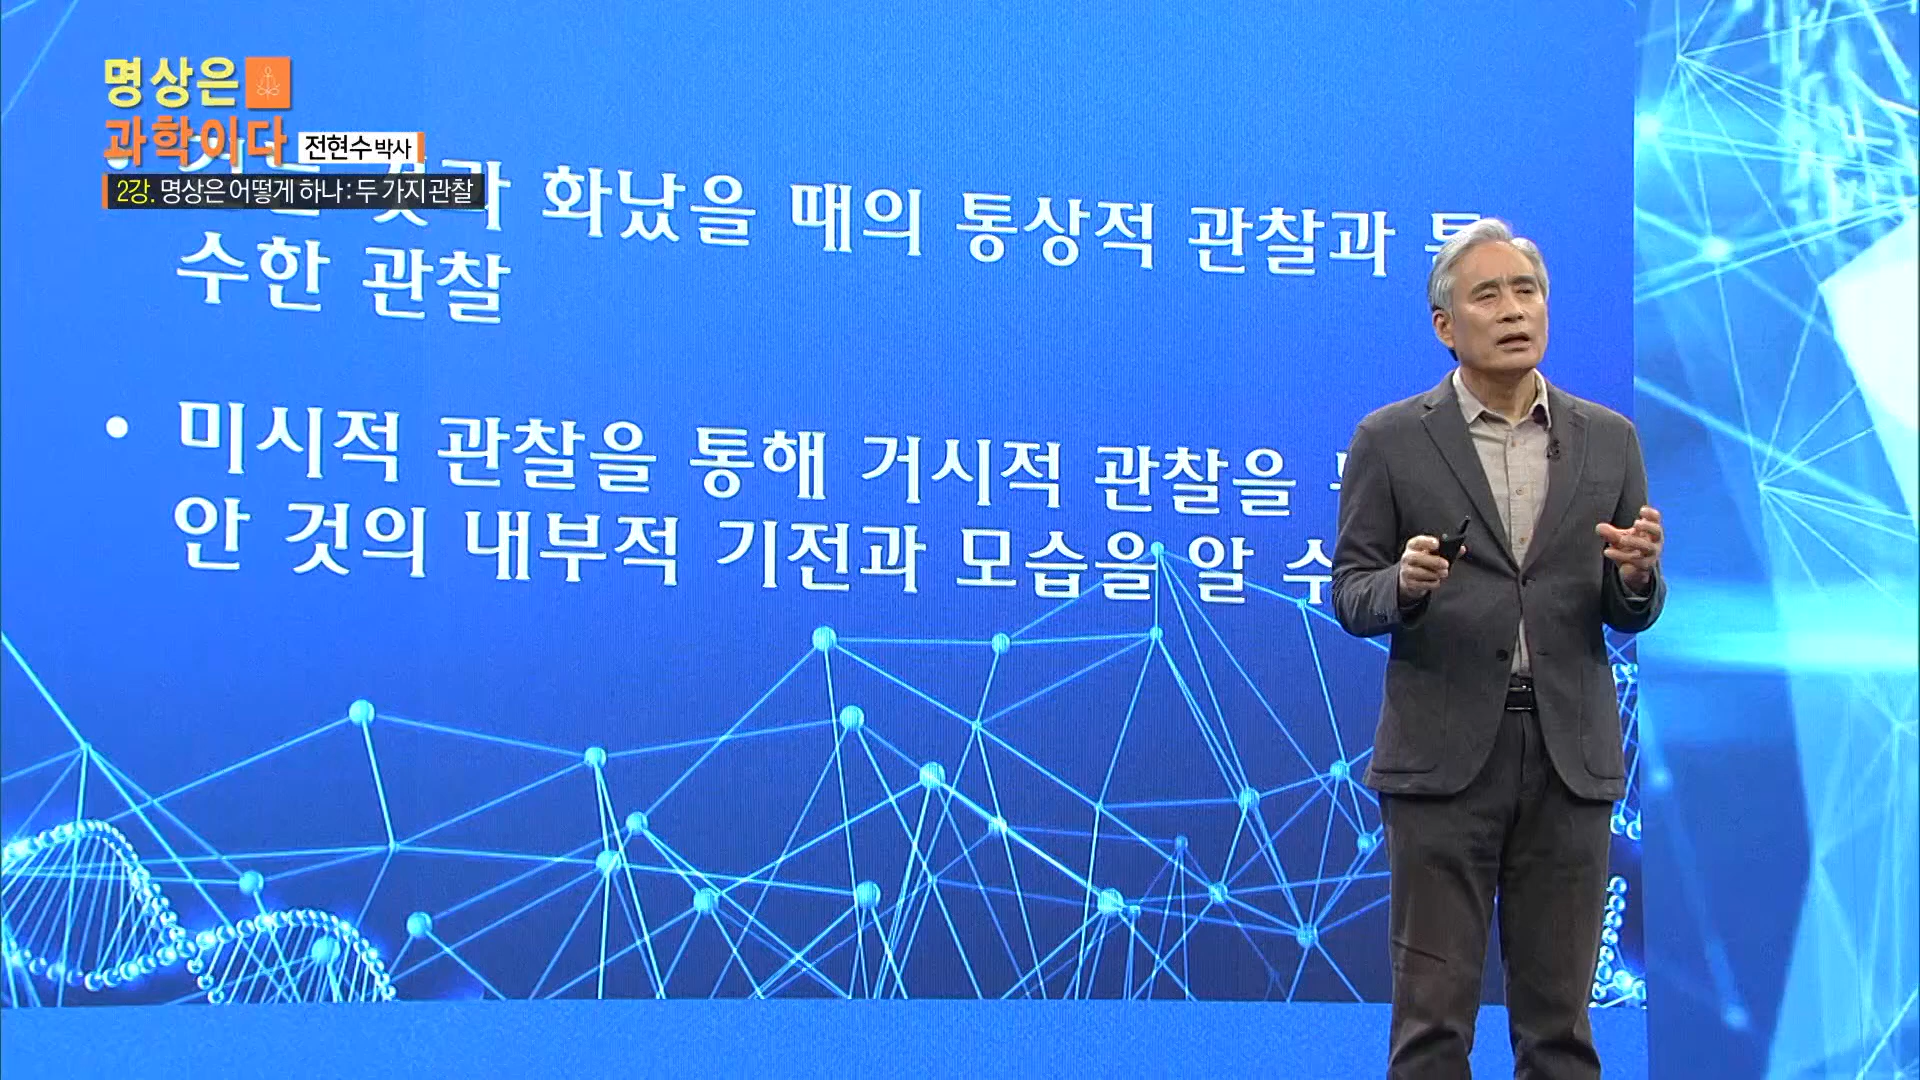 명상은
과학이다 전현수 박사
2강. 명상은 어떻게 하나 : 두 가지 관찰
화났을 때의 통상적 관찰과
수한 관찰
• 미시적 관찰을 통해 거시적 관찰을
안 것의 내부적 기전과 모습을 알 수